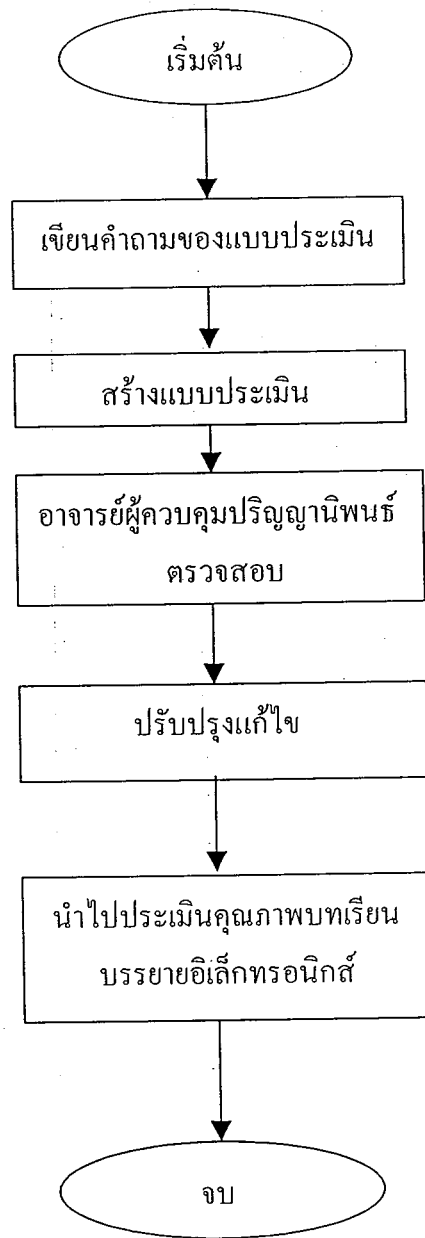 เริ่มต้น
เขียนคำถามของแบบประเมิน
สร้างแบบประเมิน
อาจารย์ผู้ควบคุมปริญญานิพนธ์
ตรวจสอบ
ปรับปรุงแก้ไข
นำไปประเมินคุณภาพบทเรียน
บรรยายอิเล็กทรอนิกส์
จบ